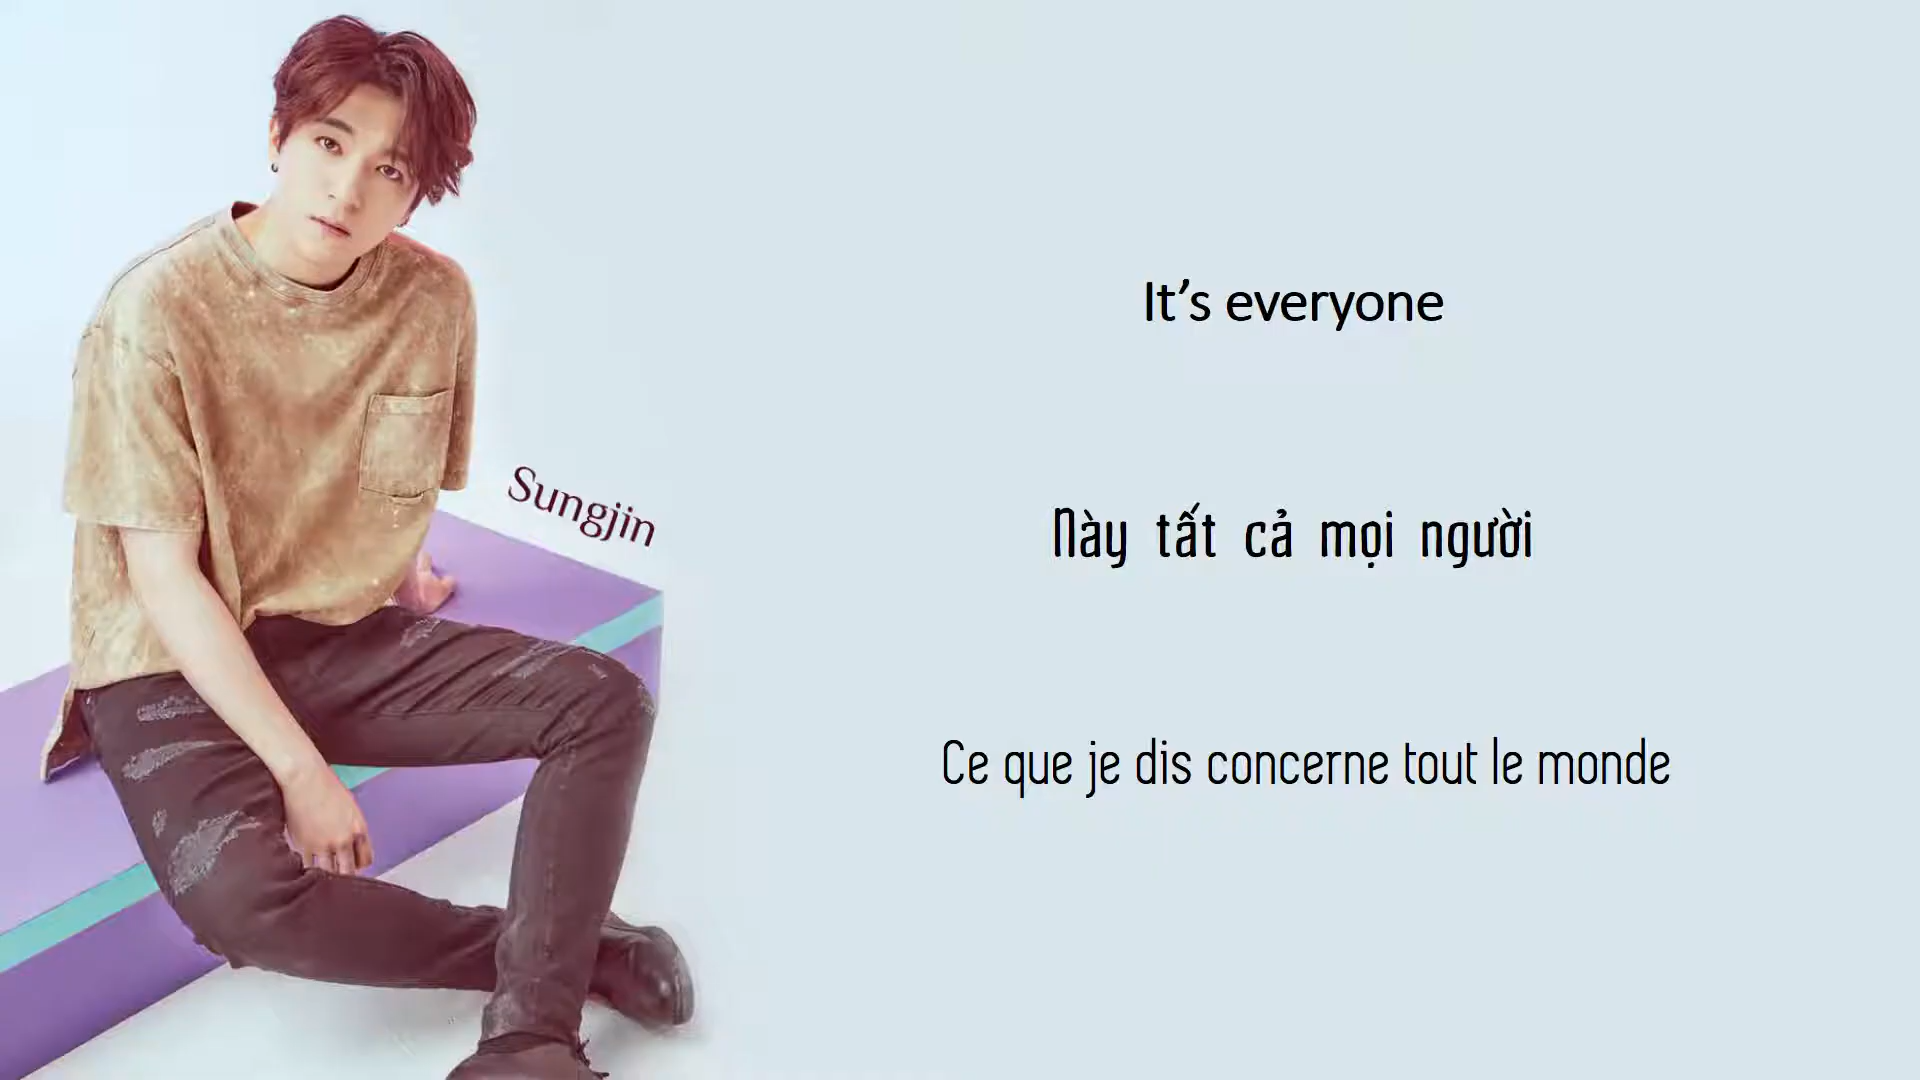 It's everyone
Sungjin
Này tất cả mọi người
Ce que je dis concerne tout le monde